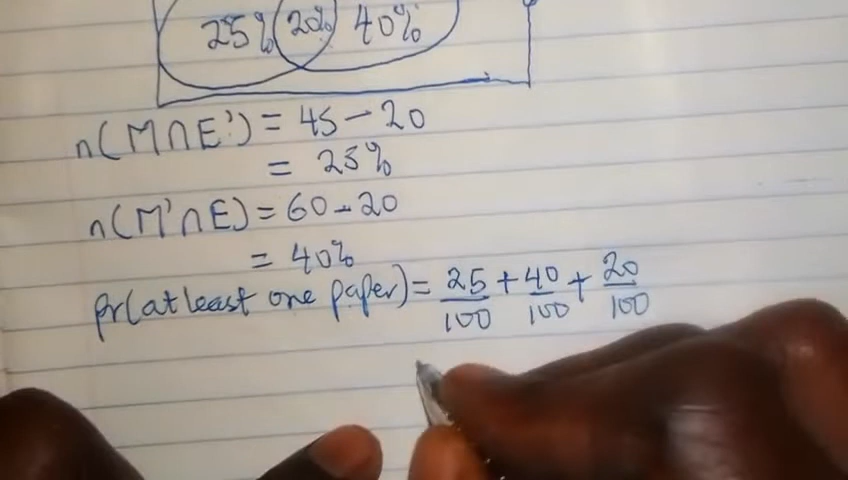 25% 20% 40%
n(M∩E') = 45 - 20
= 25%
n(M'∩E) = 60 - 20
= 40%
pr(at least one paper) = 25/100 + 40/100 + 20/100